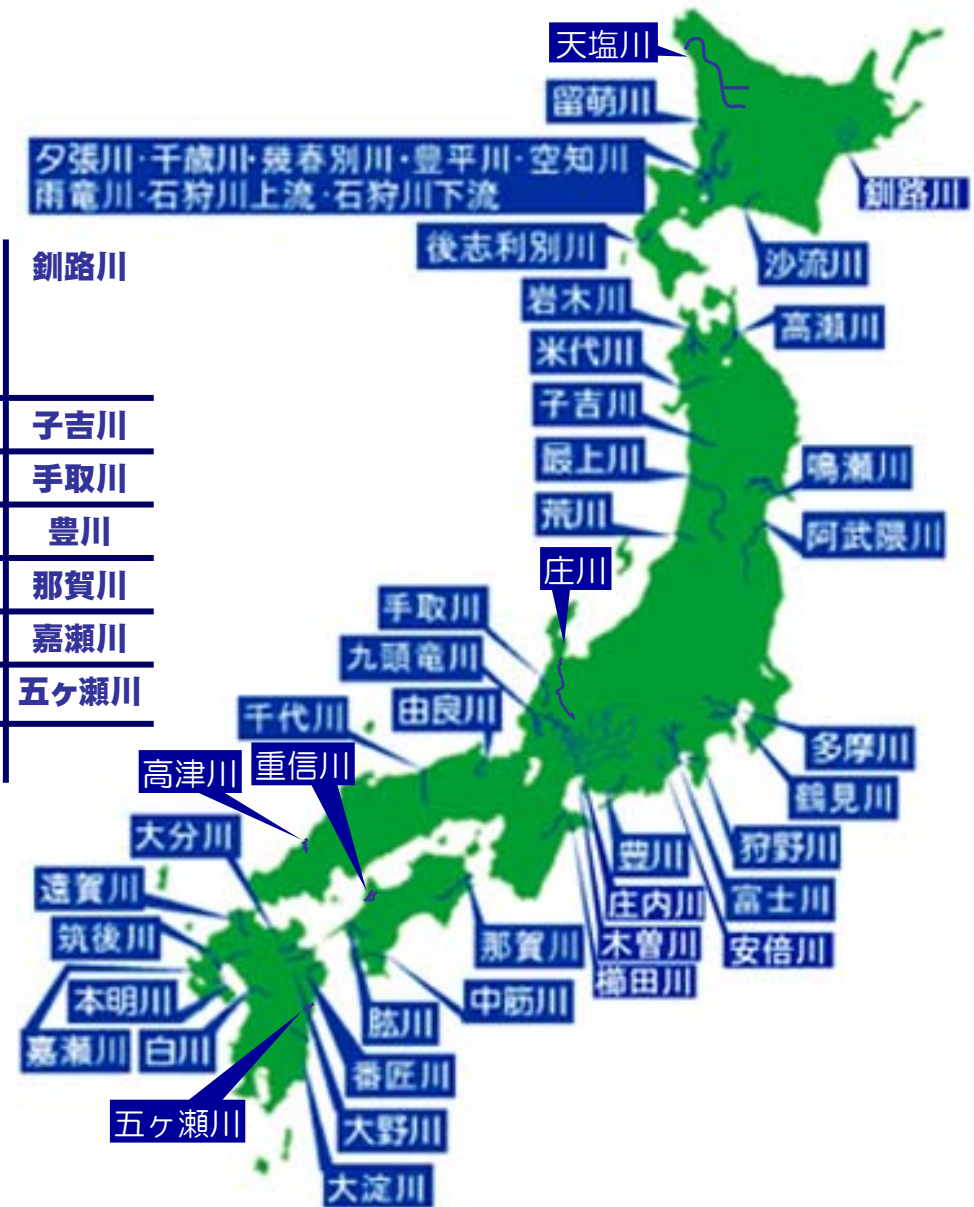 釧路川
子吉川
手取川
豊川
那賀川
嘉瀬川
五ヶ瀬川
天塩川
留萌川
夕張川・千歳川・幾春別川・豊平川・空知川
雨竜川・石狩川上流・石狩川下流
釧路川
後志利別川
沙流川
岩木川
高瀬川
米代川
子吉川
最上川
鳴瀬川
荒川
阿武隈川
庄川
手取川
九頭竜川
由良川
千代川
多摩川
高津川
重信川
鶴見川
大分川
豊川
狩野川
遠賀川
庄内川
富士川
筑後川
那賀川
木曽川
安倍川
櫛田川
本明川
中筋川
肱川
嘉瀬川
白川
番匠川
五ヶ瀬川
大野川
大淀川